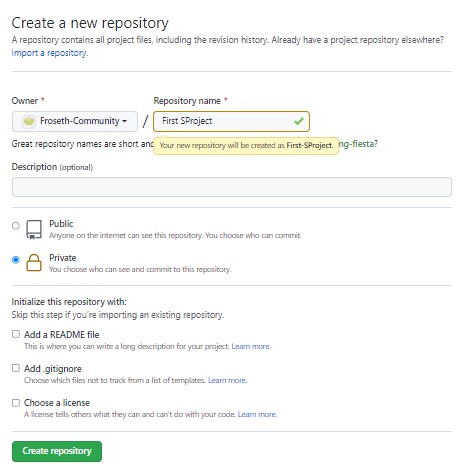 Create a new repository
A repository contains all project files, including the revision history. Already have a project repository elsewhere?
Import a repository.
Owner *
Repository name *
Froseth-Community
/
First SProject
Great repository names are short and
ng-fiesta?
Your new repository will be created as First-SProject.
Description (optional)
Public
Anyone on the internet can see this repository. You choose who can commit.
Private
You choose who can see and commit to this repository.
Initialize this repository with:
Skip this step if you're importing an existing repository.
Add a README file
This is where you can write a long description for your project. Learn more.
Add .gitignore
Choose which files not to track from a list of templates. Learn more.
Choose a license
A license tells others what they can and can't do with your code. Learn more.
Create repository